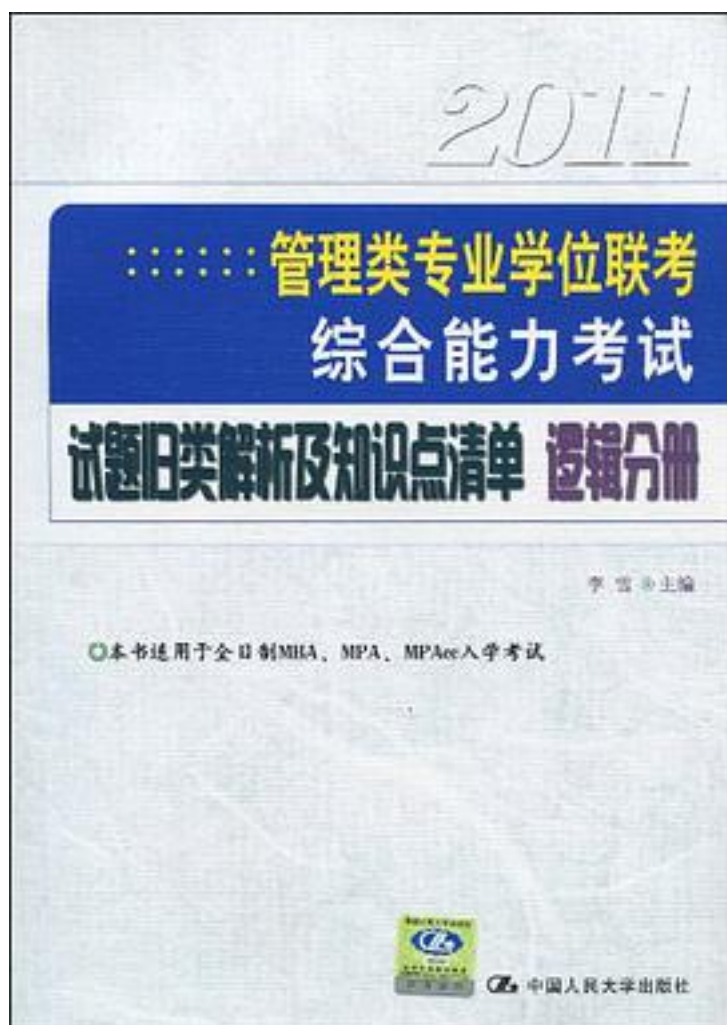 2011
管理类专业学位联考
综合能力考试
试题归类解析及知识点清单 逻辑分册
李雪 主编
本书适用于全日制MBA、MPA、MPAcc入学考试
中国人民大学出版社